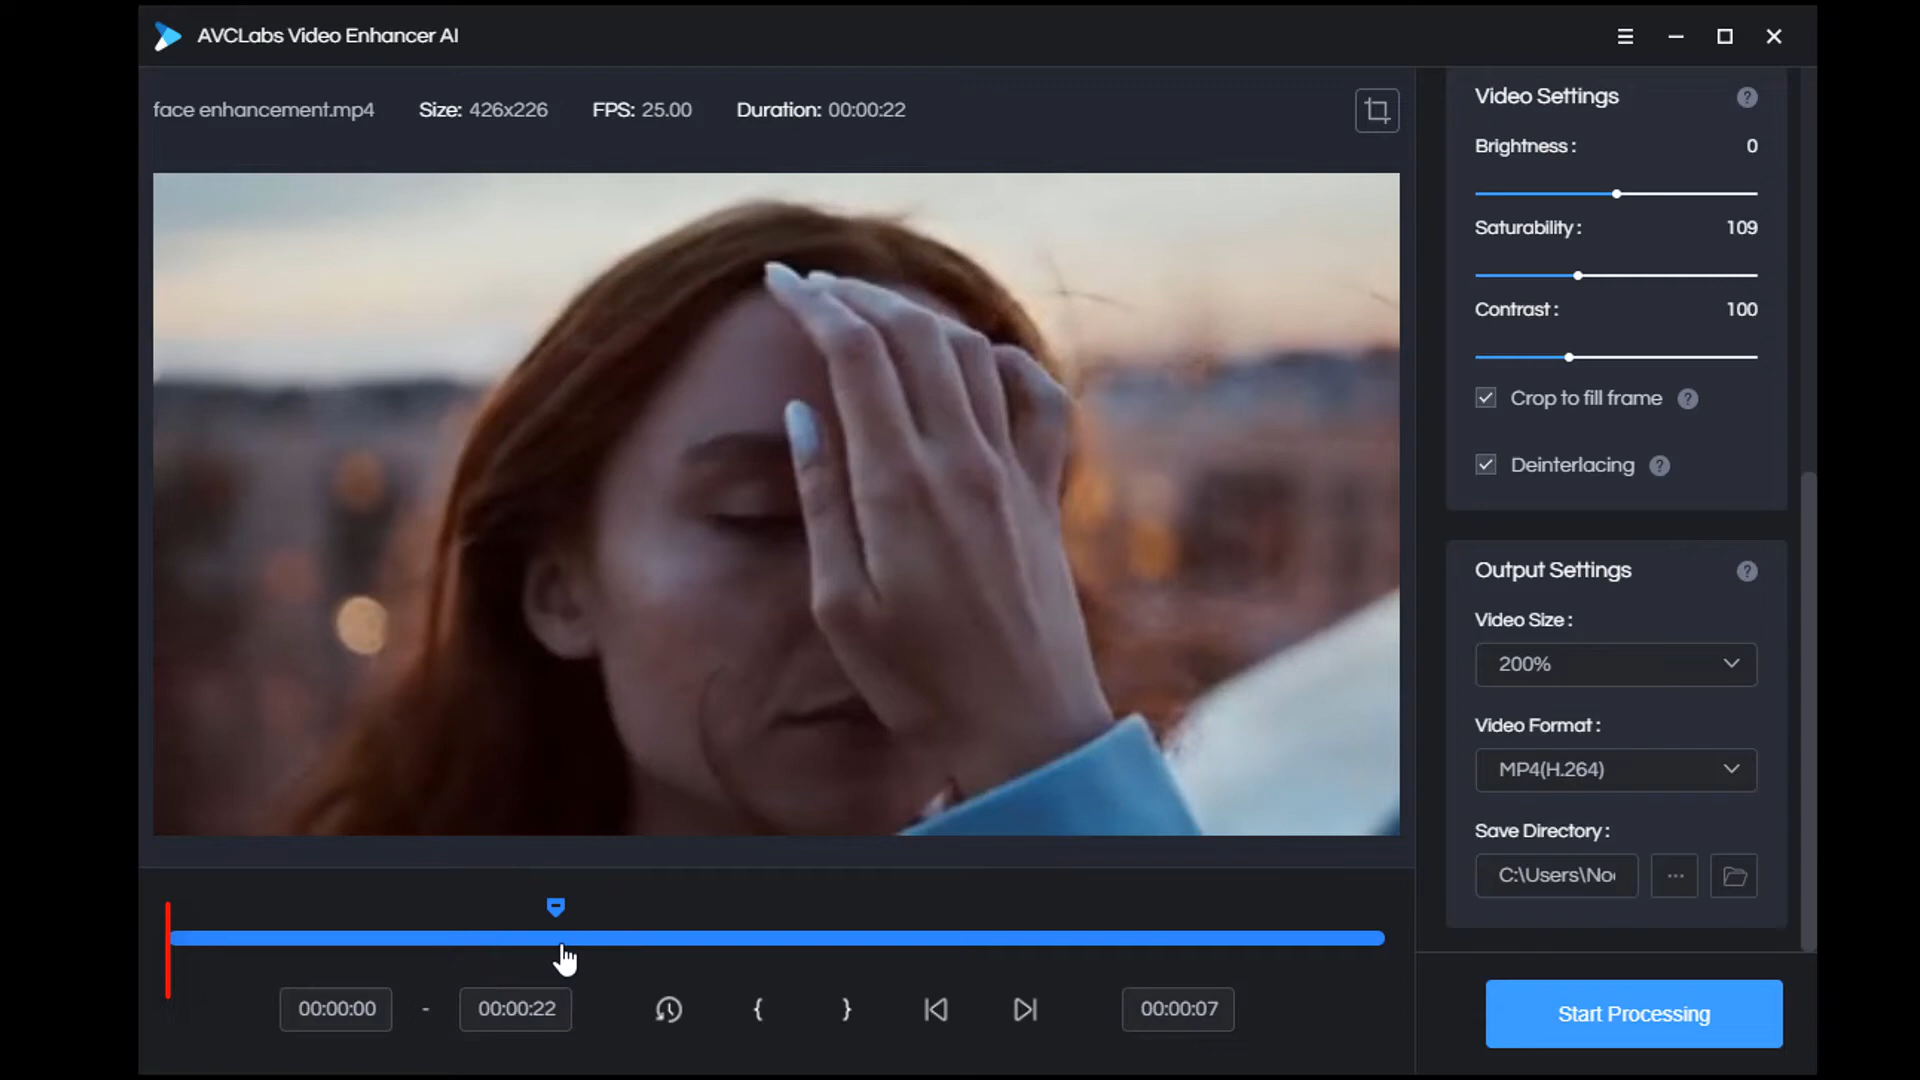 AVCLabs Video Enhancer AI
face enhancement.mp4 Size: 426x226 FPS: 25.00 Duration: 00:00:22
Video Settings ?
Brightness : 0
Saturability : 109
Contrast : 100
Crop to fill frame ?
Deinterlacing ?
Output Settings ?
Video Size :
200%
Video Format :
MP4(H.264)
Save Directory :
C:\Users\No
...
00:00:00 - 00:00:22 { } 00:00:07
Start Processing